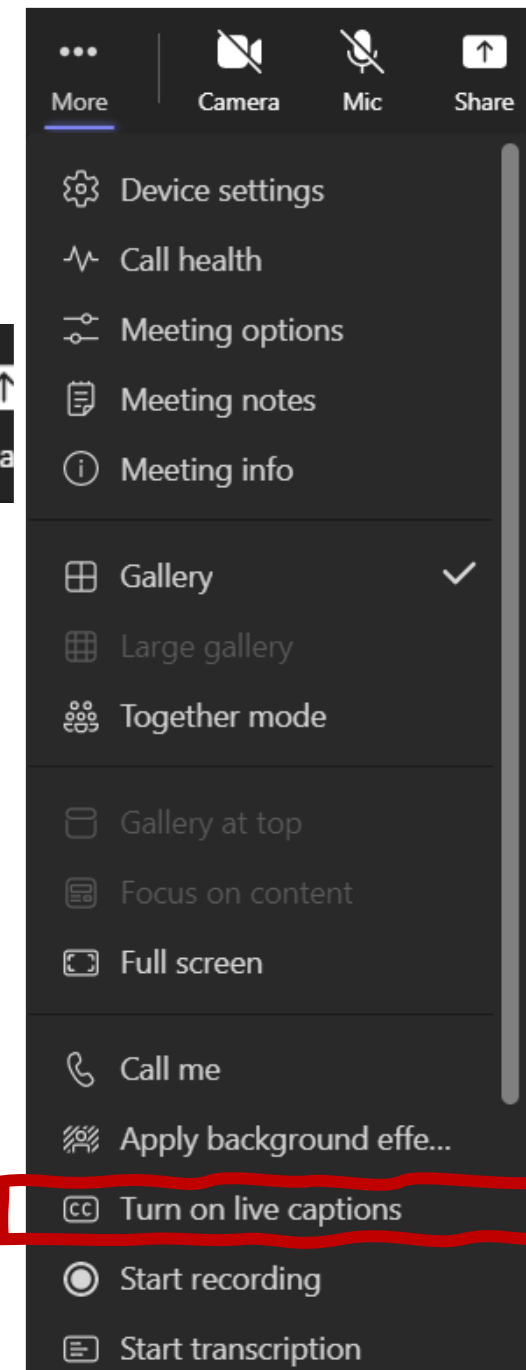 More Camera Mic Share
Device settings
Call health
Meeting options
Meeting notes
Meeting info
Gallery
Large gallery
Together mode
Gallery at top
Focus on content
Full screen
Call me
Apply background effe...
CC Turn on live captions
Start recording
Start transcription